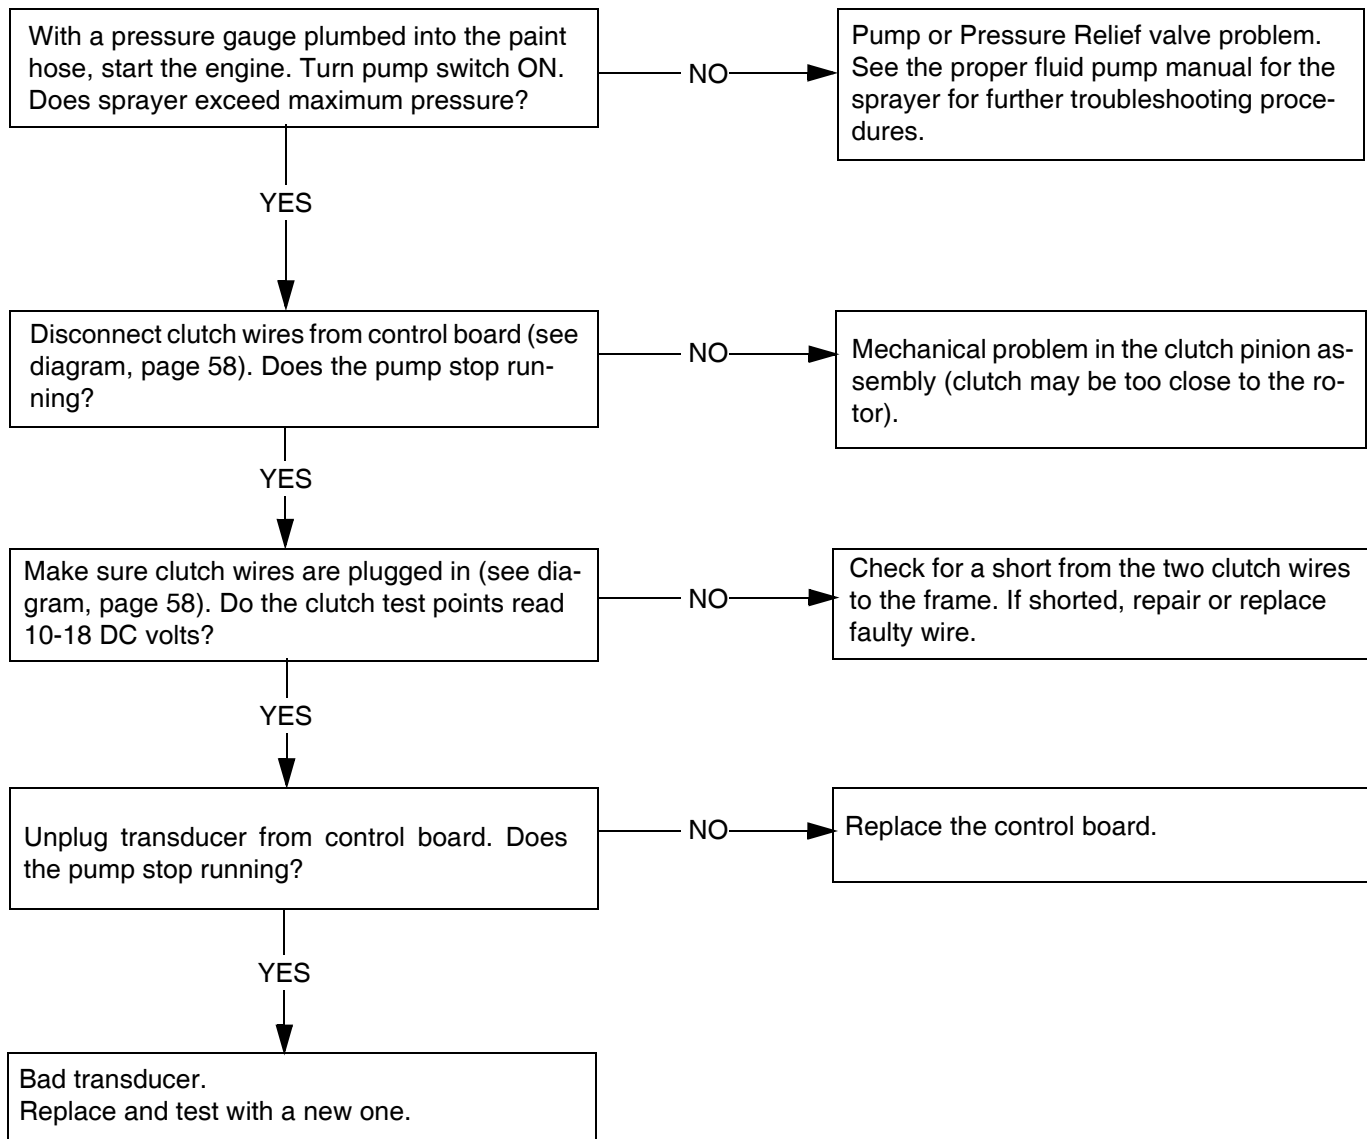 With a pressure gauge plumbed into the paint
hose, start the engine. Turn pump switch ON.
Does sprayer exceed maximum pressure?
NO
Pump or Pressure Relief valve problem.
See the proper fluid pump manual for the
sprayer for further troubleshooting proce-
dures.
YES
Disconnect clutch wires from control board (see
diagram, page 58). Does the pump stop run-
ning?
NO
Mechanical problem in the clutch pinion as-
sembly (clutch may be too close to the ro-
tor).
YES
Make sure clutch wires are plugged in (see dia-
gram, page 58). Do the clutch test points read
10-18 DC volts?
NO
Check for a short from the two clutch wires
to the frame. If shorted, repair or replace
faulty wire.
YES
Unplug transducer from control board. Does
the pump stop running?
NO
Replace the control board.
YES
Bad transducer.
Replace and test with a new one.